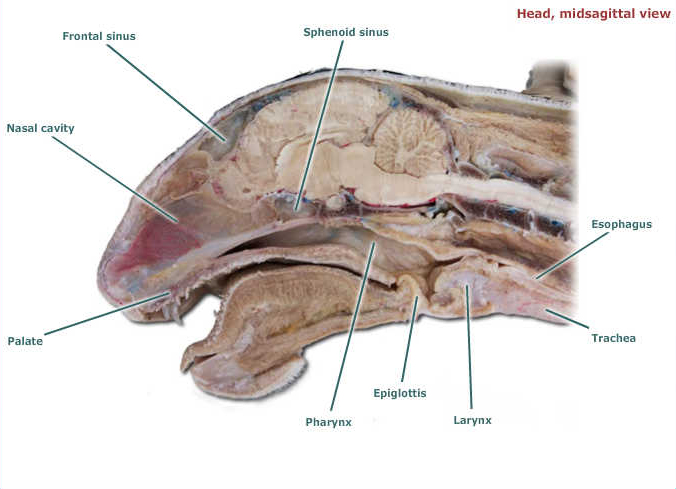 Head, midsagittal view
Frontal sinus
Sphenoid sinus
Nasal cavity
Esophagus
Palate
Trachea
Epiglottis
Pharynx
Larynx